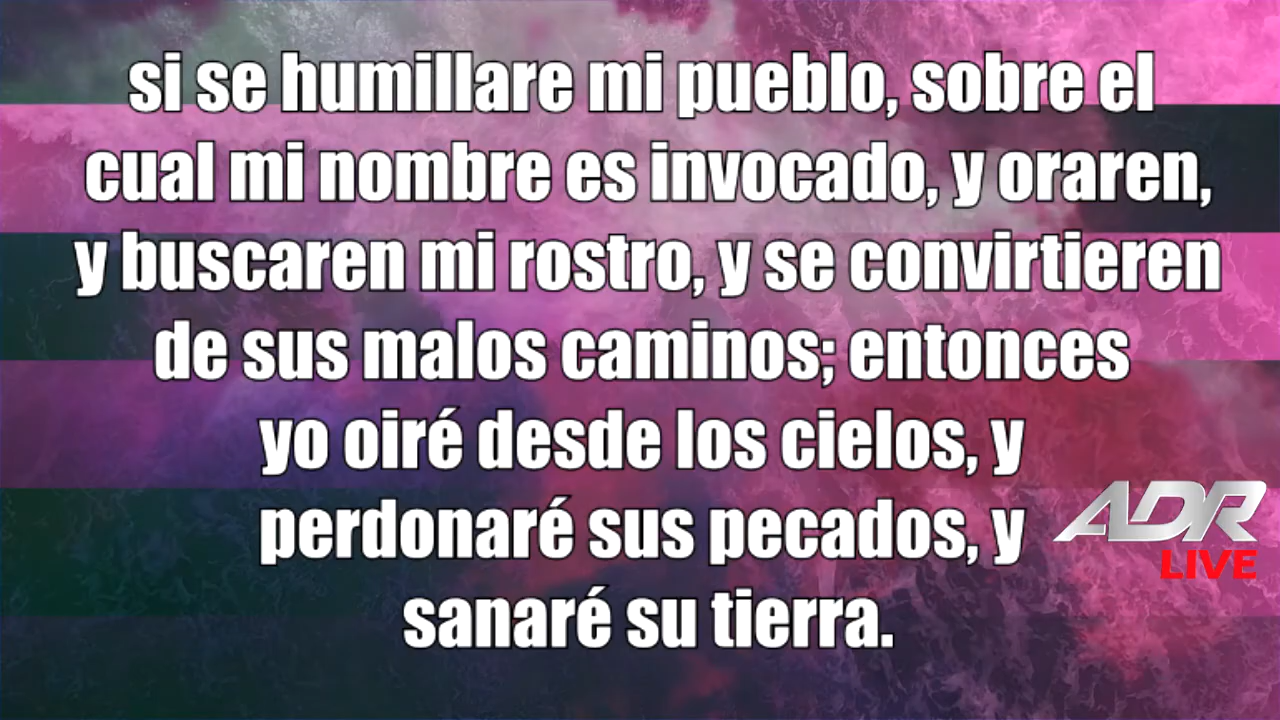 si se humillare mi pueblo, sobre el
cual mi nombre es invocado, y oraren,
y buscaren mi rostro, y se convirtieren
de sus malos caminos; entonces
yo oiré desde los cielos, y
perdonaré sus pecados, y
sanaré su tierra.
ADR
LIVE